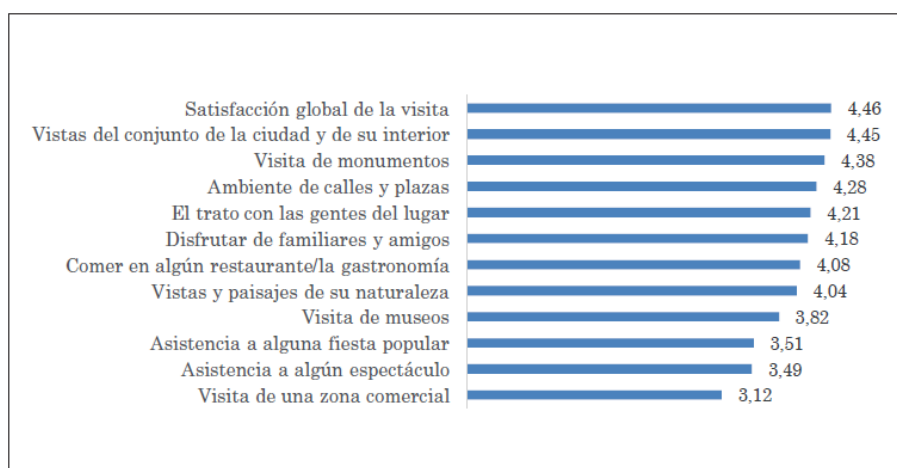 Satisfacción global de la visita 4,46
Vistas del conjunto de la ciudad y de su interior 4,45
Visita de monumentos 4,38
Ambiente de calles y plazas 4,28
El trato con las gentes del lugar 4,21
Disfrutar de familiares y amigos 4,18
Comer en algún restaurante/la gastronomía 4,08
Vistas y paisajes de su naturaleza 4,04
Visita de museos 3,82
Asistencia a alguna fiesta popular 3,51
Asistencia a algún espectáculo 3,49
Visita de una zona comercial 3,12